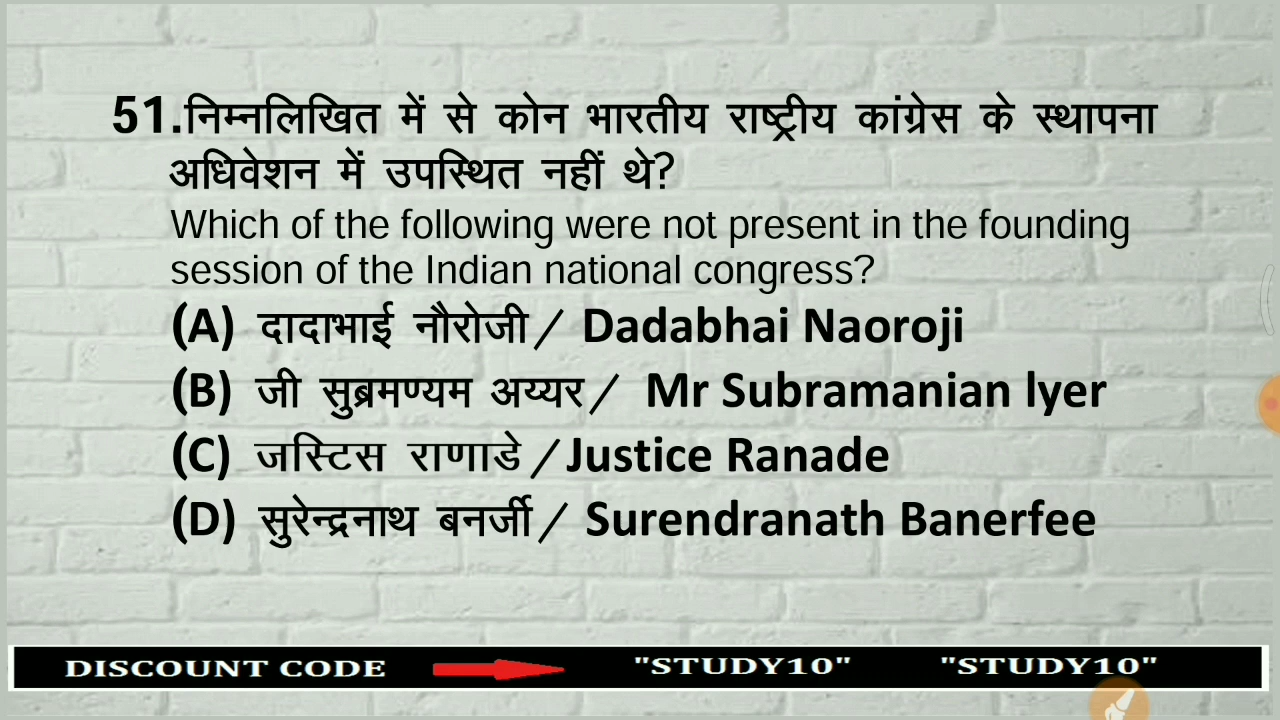 51.निम्नलिखित में से कोन भारतीय राष्ट्रीय कांग्रेस के स्थापना
अधिवेशन में उपस्थित नहीं थे?
Which of the following were not present in the founding
session of the Indian national congress?
(A) दादाभाई नौरोजी/ Dadabhai Naoroji
(B) जी सुब्रमण्यम अय्यर/ Mr Subramanian lyer
(C) जस्टिस राणाडे/Justice Ranade
(D) सुरेन्द्रनाथ बनर्जी/ Surendranath Banerfee
DISCOUNT CODE "STUDY10" "STUDY10"